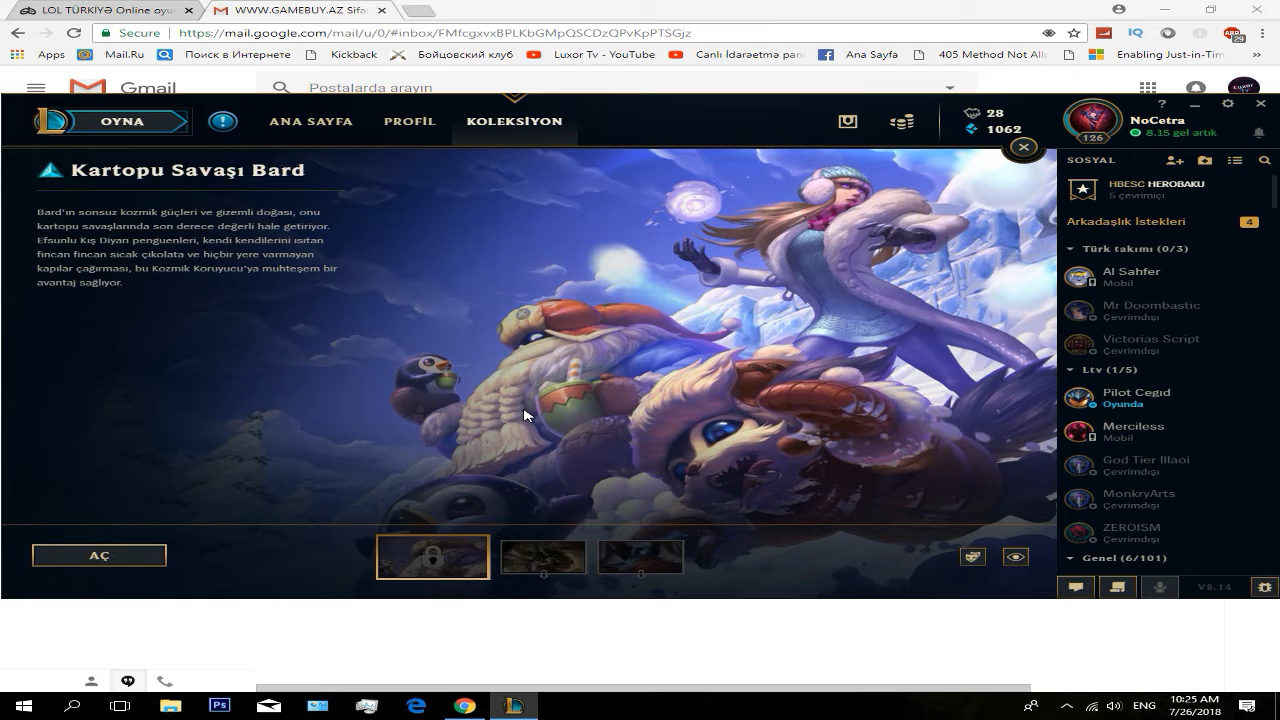 LOL TÜRKİYƏ Online oyu
WWW.GAMEBUY.AZ Sifa
Secure
https://mail.google.com/mail/u/0/#inbox/FMfcgxvxBPLKbGMpQSCDzQPvKpPTSGjz
Apps
Mail.Ru
Поиск в Интернете
Kickback
Бойцовский клуб
Luxor Tv - YouTube
Canlı İdarəetmə pane
Ana Sayfa
405 Method Not Allo
Enabling Just-in-Tim
29
Gmail
Postalarda arayın
OYNA
ANA SAYFA
PROFİL
KOLEKSİYON
28
1062
126
NoCetra
8.15 gel artık
Kartopu Savaşı Bard
Bard'ın sonsuz kozmik güçleri ve gizemli doğası, onu
kartopu savaşlarında son derece değerli hale getiriyor.
Efsunlu Kış Diyarı penguenleri, kendi kendilerini ısıtan
fincan fincan sıcak çikolata ve hiçbir yere varmayan
kapılar çağırması, bu Kozmik Koruyucu'ya muhteşem bir
avantaj sağlıyor.
SOSYAL
HBESC HEROBAKU
5 çevrimiçi
Arkadaşlık İstekleri
4
Türk takımı (0/3)
Al Sahfer
Mobil
Mr Doombastic
Çevrimdışı
Victorias Script
Çevrimdışı
Ltv (1/5)
Pilot Cegıd
Oyunda
Merciless
Mobil
God Tier İllaoi
Çevrimdışı
MonkryArts
Çevrimdışı
ZEROISM
Çevrimdışı
Genel (6/101)
AÇ
V8.14
Ps
ENG
10:25 AM
7/26/2018